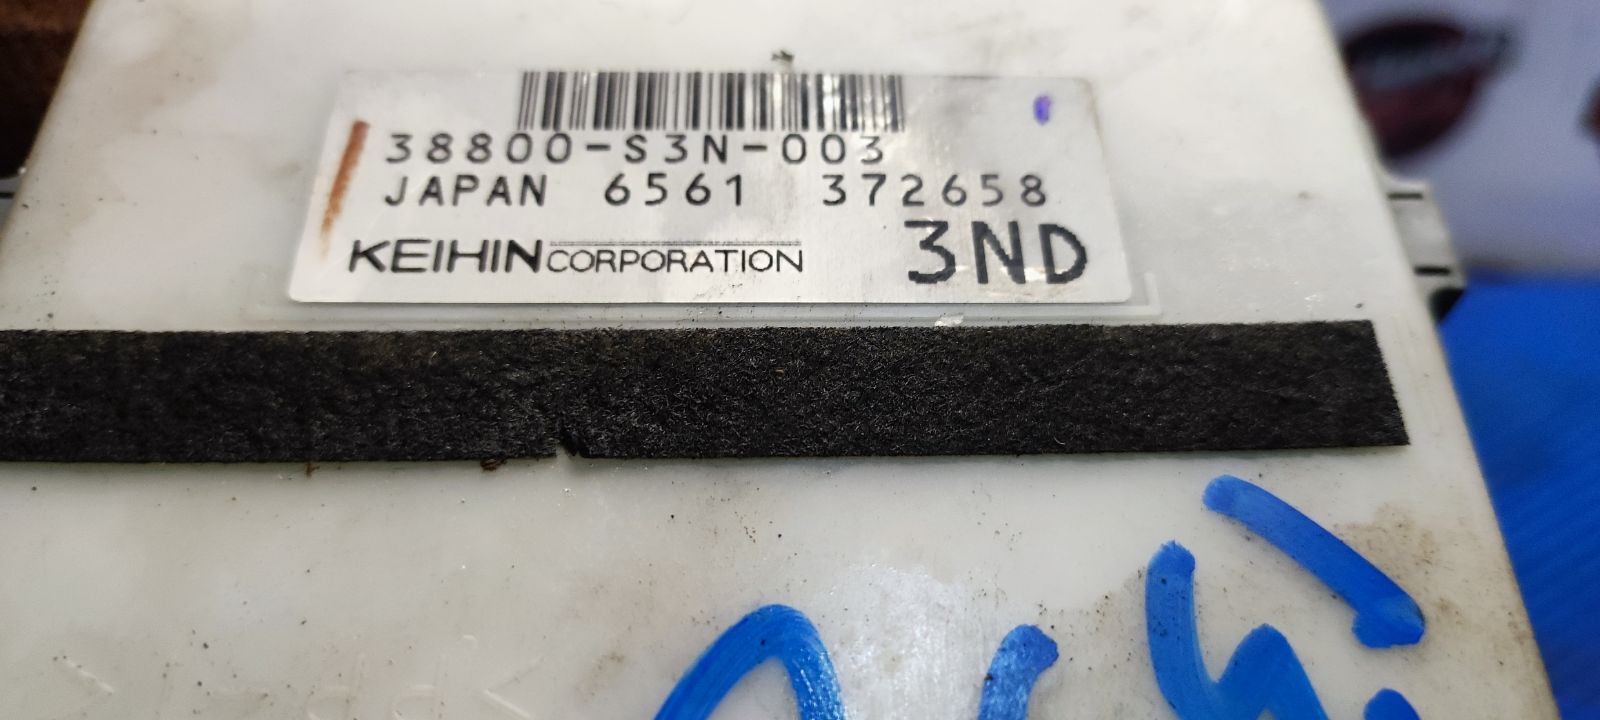 38800-S3N-003
JAPAN 6561 372658
KEIHIN CORPORATION 3ND